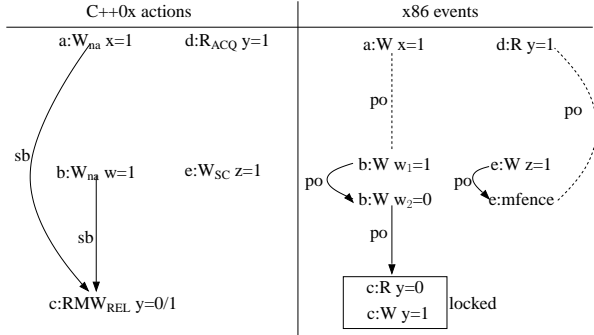 C++0x actions x86 events
a:Wna x=1 d:RACQ y=1 a:W x=1 d:R y=1
po po
sb b:Wna w=1 e:WSC z=1 b:W w1=1 e:W z=1
po po
b:W w2=0 e:mfence
sb po
c:RMWREL y=0/1 c:R y=0 locked
c:W y=1